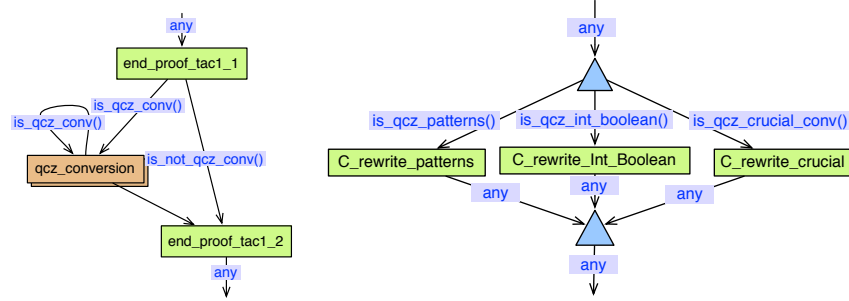 any
end_proof_tac1_1
is_qcz_conv()
is_qcz_conv()
is_not_qcz_conv()
qcz_conversion
end_proof_tac1_2
any
any
is_qcz_patterns()
is_qcz_int_boolean()
is_qcz_crucial_conv()
C_rewrite_patterns
C_rewrite_Int_Boolean
C_rewrite_crucial
any
any
any
any